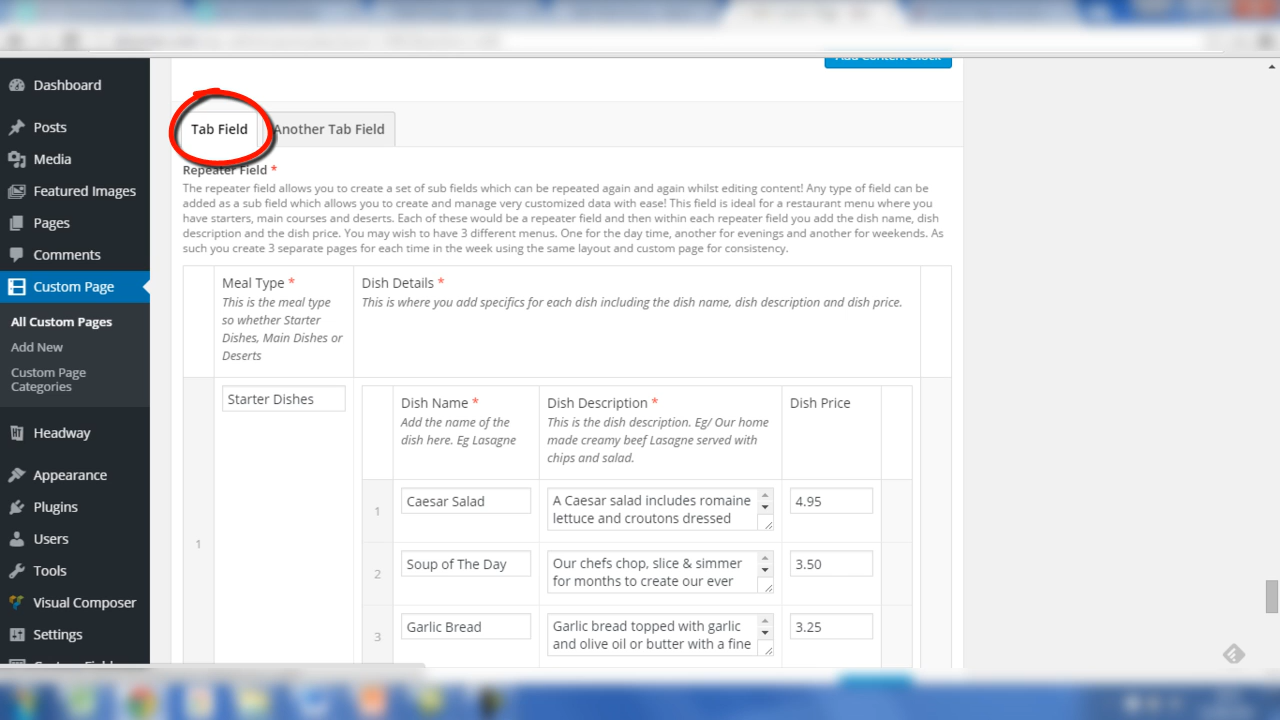 Add Content Block
Dashboard
Posts
Media
Featured Images
Pages
Comments
Custom Page
All Custom Pages
Add New
Custom Page
Categories
Headway
Appearance
Plugins
Users
Tools
Visual Composer
Settings
Tab Field
Another Tab Field
Repeater Field *
The repeater field allows you to create a set of sub fields which can be repeated again and again whilst editing content! Any type of field can be
added as a sub field which allows you to create and manage very customized data with ease! This field is ideal for a restaurant menu where you
have starters, main courses and deserts. Each of these would be a repeater field and then within each repeater field you add the dish name, dish
description and the dish price. You may wish to have 3 different menus. One for the day time, another for evenings and another for weekends. As
such you create 3 separate pages for each time in the week using the same layout and custom page for consistency.
Meal Type *
This is the meal type
so whether Starter
Dishes, Main Dishes or
Deserts
Dish Details *
This is where you add specifics for each dish including the dish name, dish description and dish price.
1
Starter Dishes
Dish Name *
Add the name of the
dish here. Eg Lasagne
Dish Description *
This is the dish description. Eg/ Our home
made creamy beef Lasagne served with
chips and salad.
Dish Price
1
Caesar Salad
A Caesar salad includes romaine
lettuce and croutons dressed
4.95
2
Soup of The Day
Our chefs chop, slice & simmer
for months to create our ever
3.50
3
Garlic Bread
Garlic bread topped with garlic
and olive oil or butter with a fine
3.25